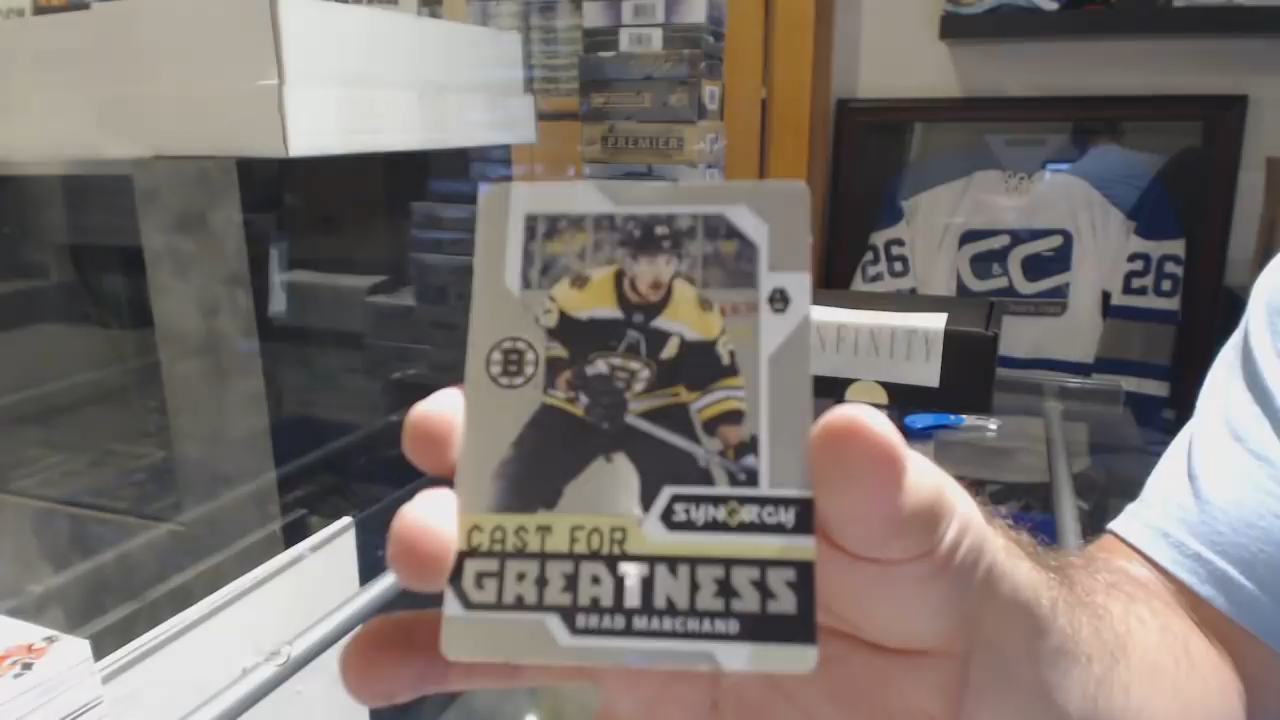 PREMIER
26
C&C
26
NFINITY
B
A
SYNERGY
CAST FOR
GREATNESS
BRAD MARCHAND